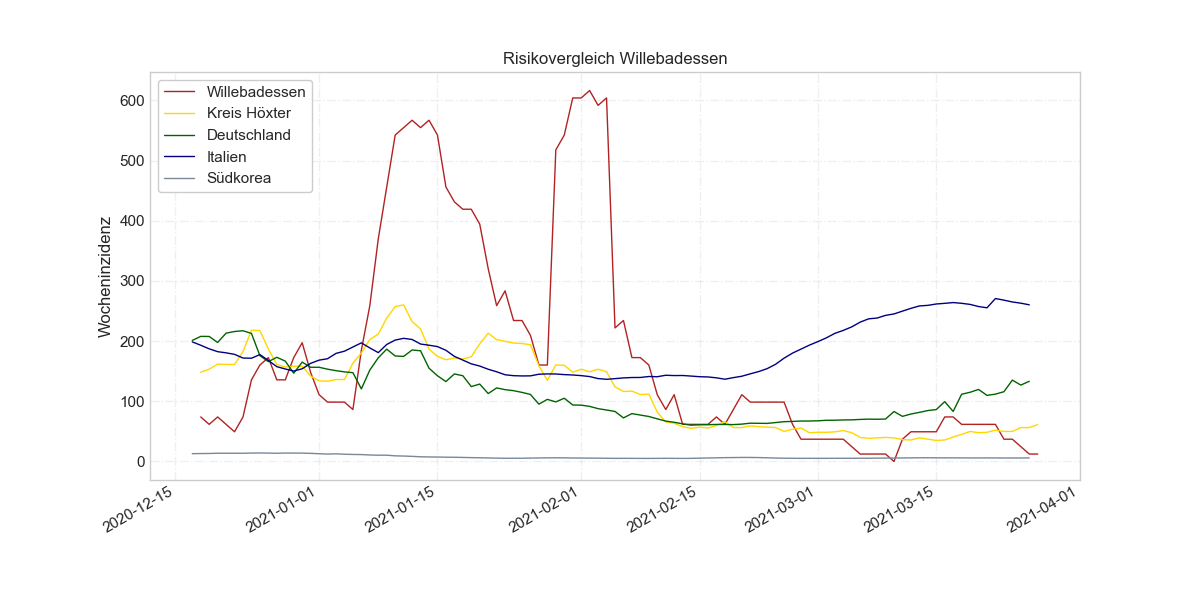 Risikovergleich Willebadessen
Willebadessen
Kreis Höxter
Deutschland
Italien
Südkorea
Wocheninzidenz
600
500
400
300
200
100
0
2020-12-15
2021-01-01
2021-01-15
2021-02-01
2021-02-15
2021-03-01
2021-03-15
2021-04-01